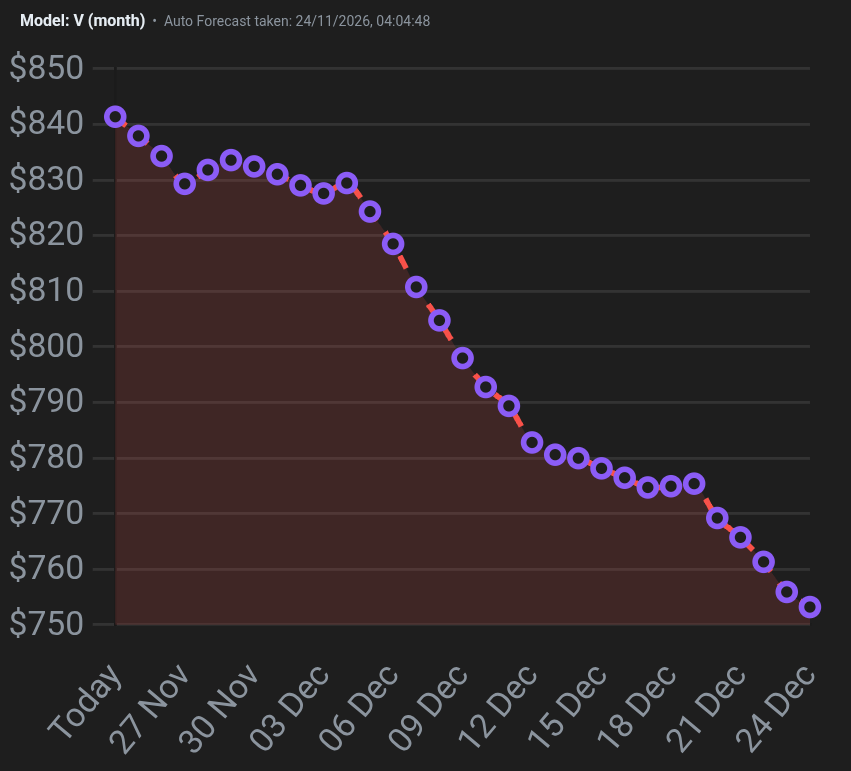 Model: V (month) • Auto Forecast taken: 24/11/2026, 04:04:48
$850
$840
$830
$820
$810
$800
$790
$780
$770
$760
$750
Today
27 Nov
30 Nov
03 Dec
06 Dec
09 Dec
12 Dec
15 Dec
18 Dec
21 Dec
24 Dec